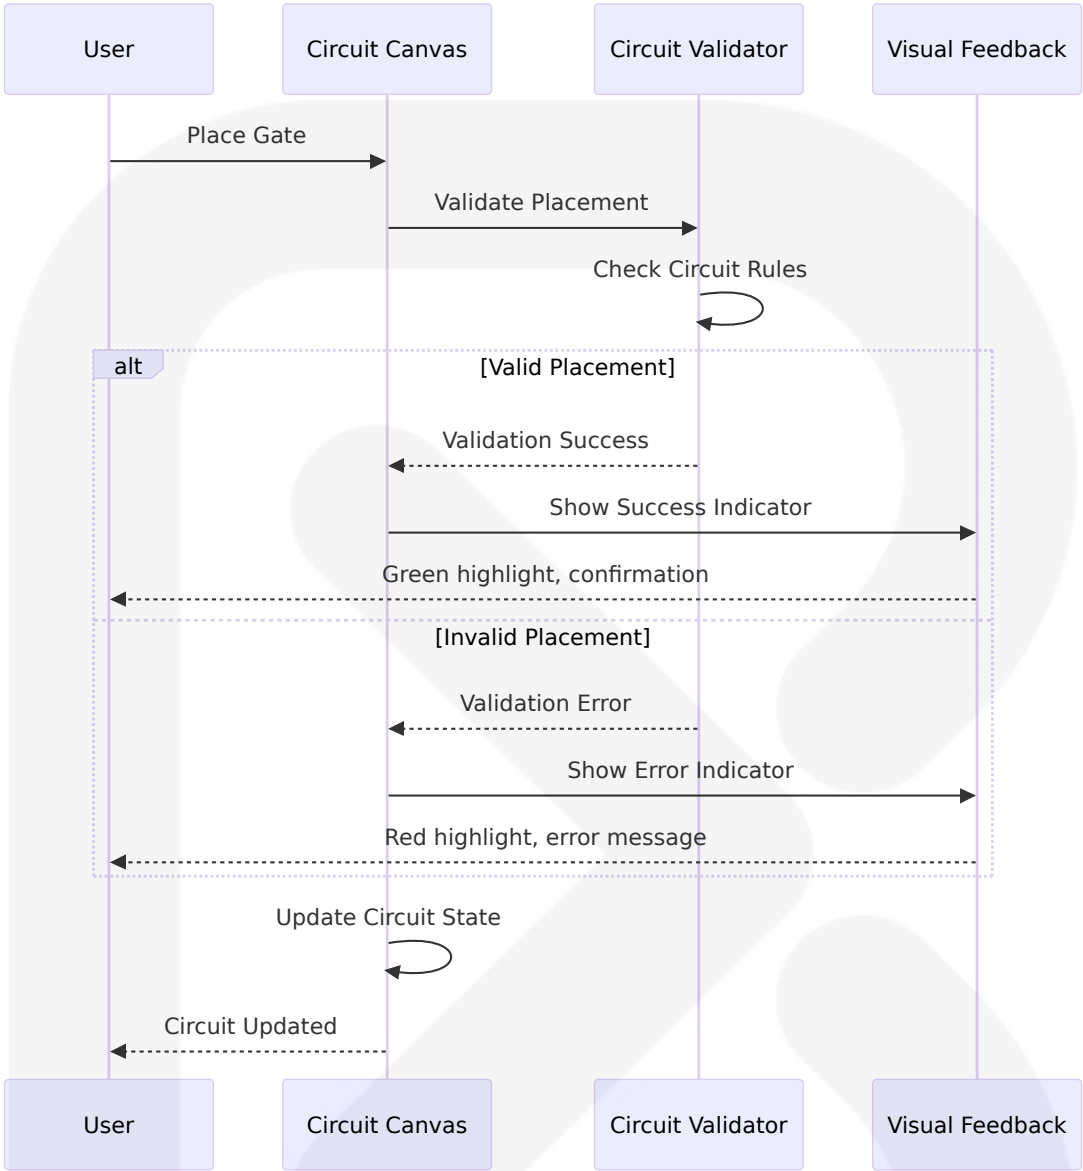 User
Circuit Canvas
Circuit Validator
Visual Feedback
Place Gate
Validate Placement
Check Circuit Rules
alt
[Valid Placement]
Validation Success
Show Success Indicator
Green highlight, confirmation
[Invalid Placement]
Validation Error
Show Error Indicator
Red highlight, error message
Update Circuit State
Circuit Updated
User
Circuit Canvas
Circuit Validator
Visual Feedback